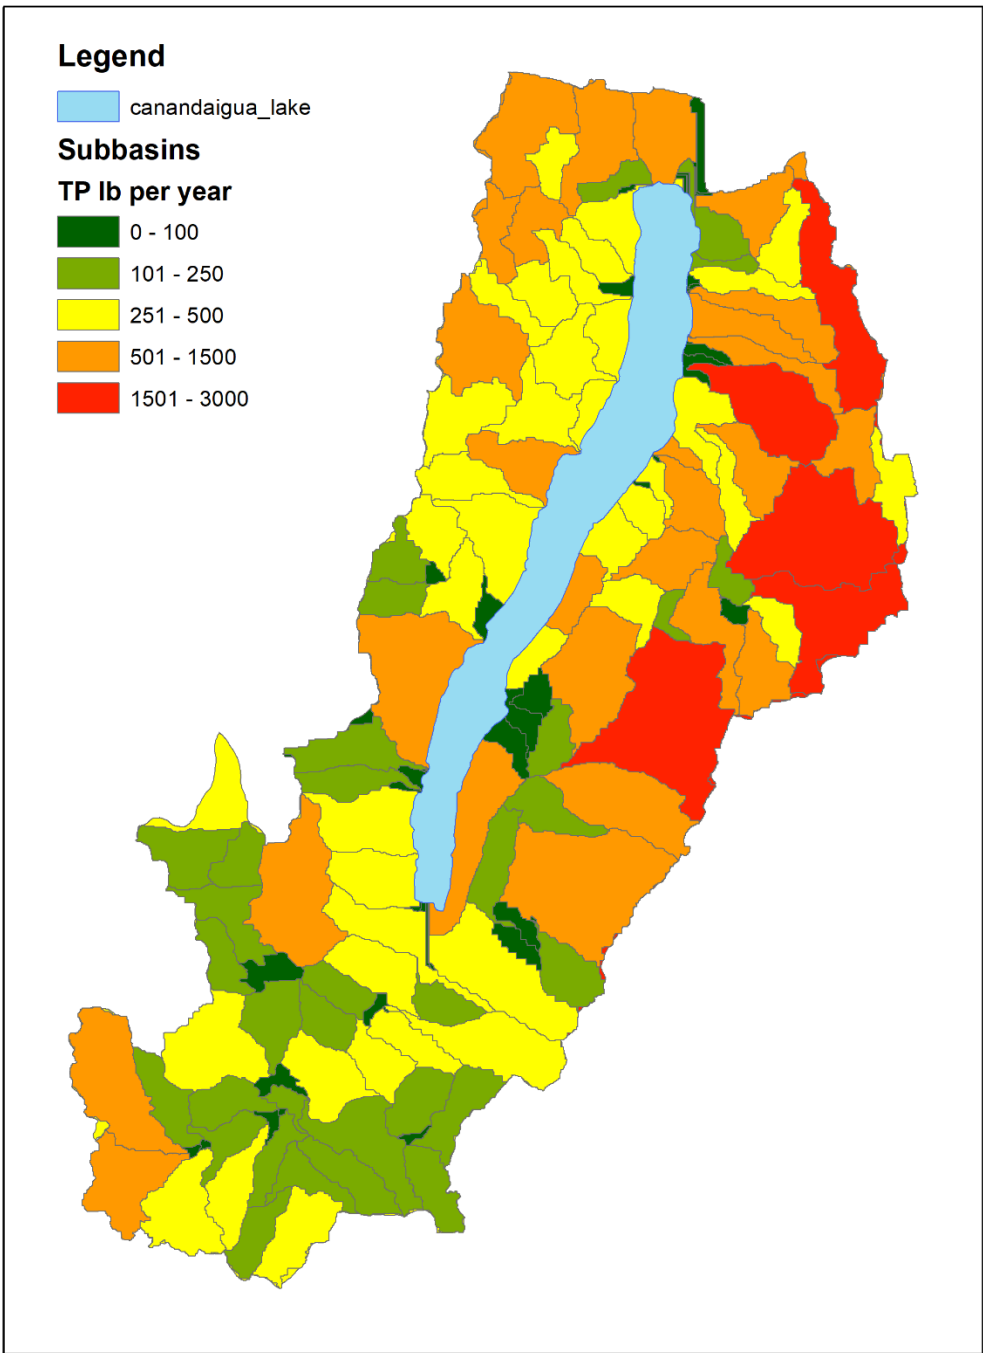 Legend
canandaigua_lake
Subbasins
TP lb per year
0 - 100
101 - 250
251 - 500
501 - 1500
1501 - 3000